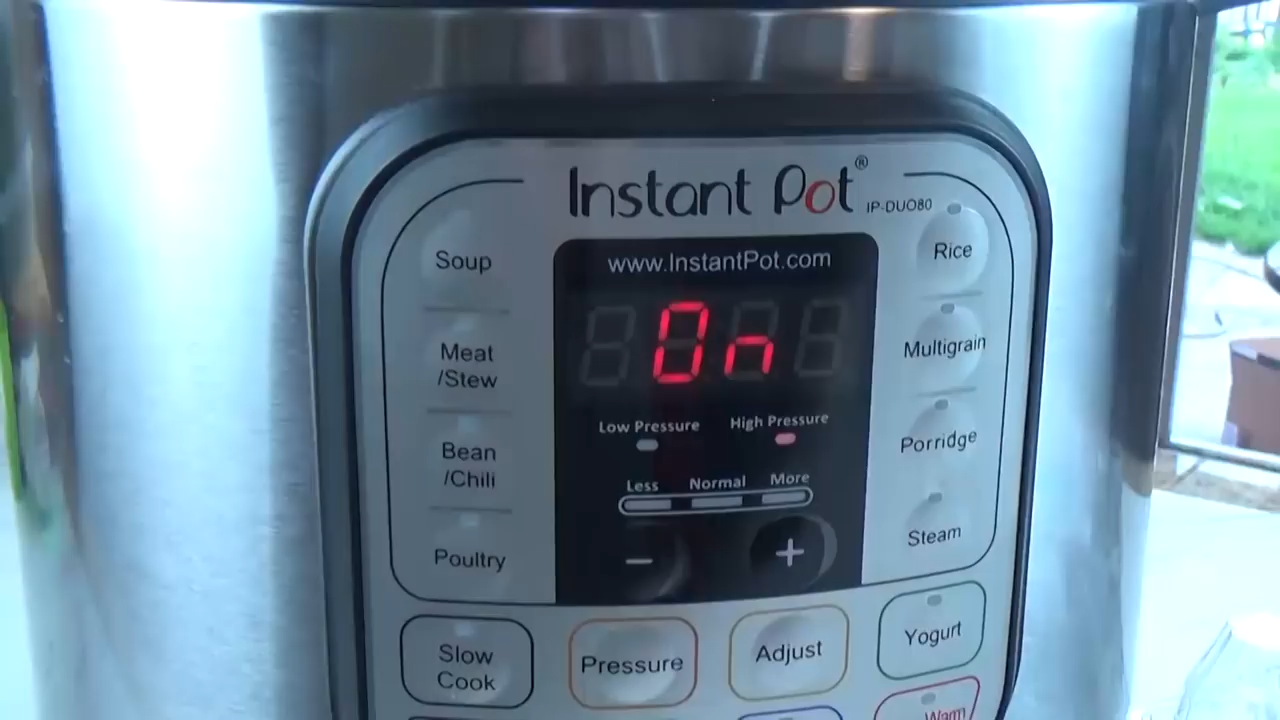 Instant Pot®
IP-DUO80
www.InstantPot.com
On
Low Pressure
High Pressure
Less
Normal
More
−
+
Soup
Meat
/Stew
Bean
/Chili
Poultry
Rice
Multigrain
Porridge
Steam
Slow
Cook
Pressure
Adjust
Yogurt
Warm